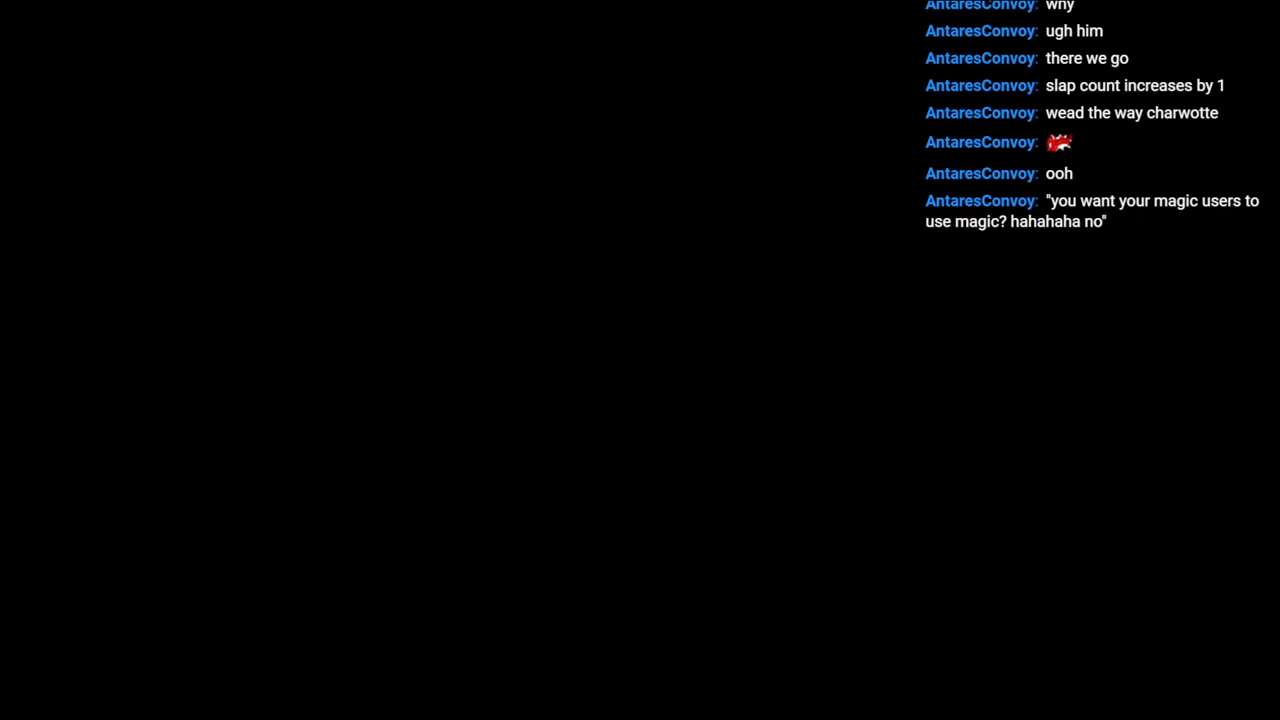 AntaresConvoy: why
AntaresConvoy: ugh him
AntaresConvoy: there we go
AntaresConvoy: slap count increases by 1
AntaresConvoy: wead the way charwotte
AntaresConvoy:
AntaresConvoy: ooh
AntaresConvoy: "you want your magic users to
use magic? hahahaha no"